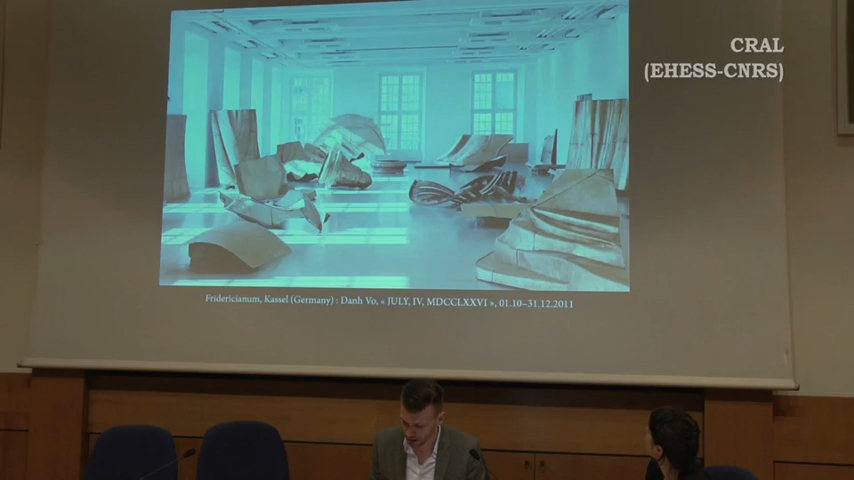 CRAL
(EHESS-CNRS)
Fridericianum, Kassel (Germany) : Danh Vo, « JULY, IV, MDCCLXXVI », 01.10–31.12.2011